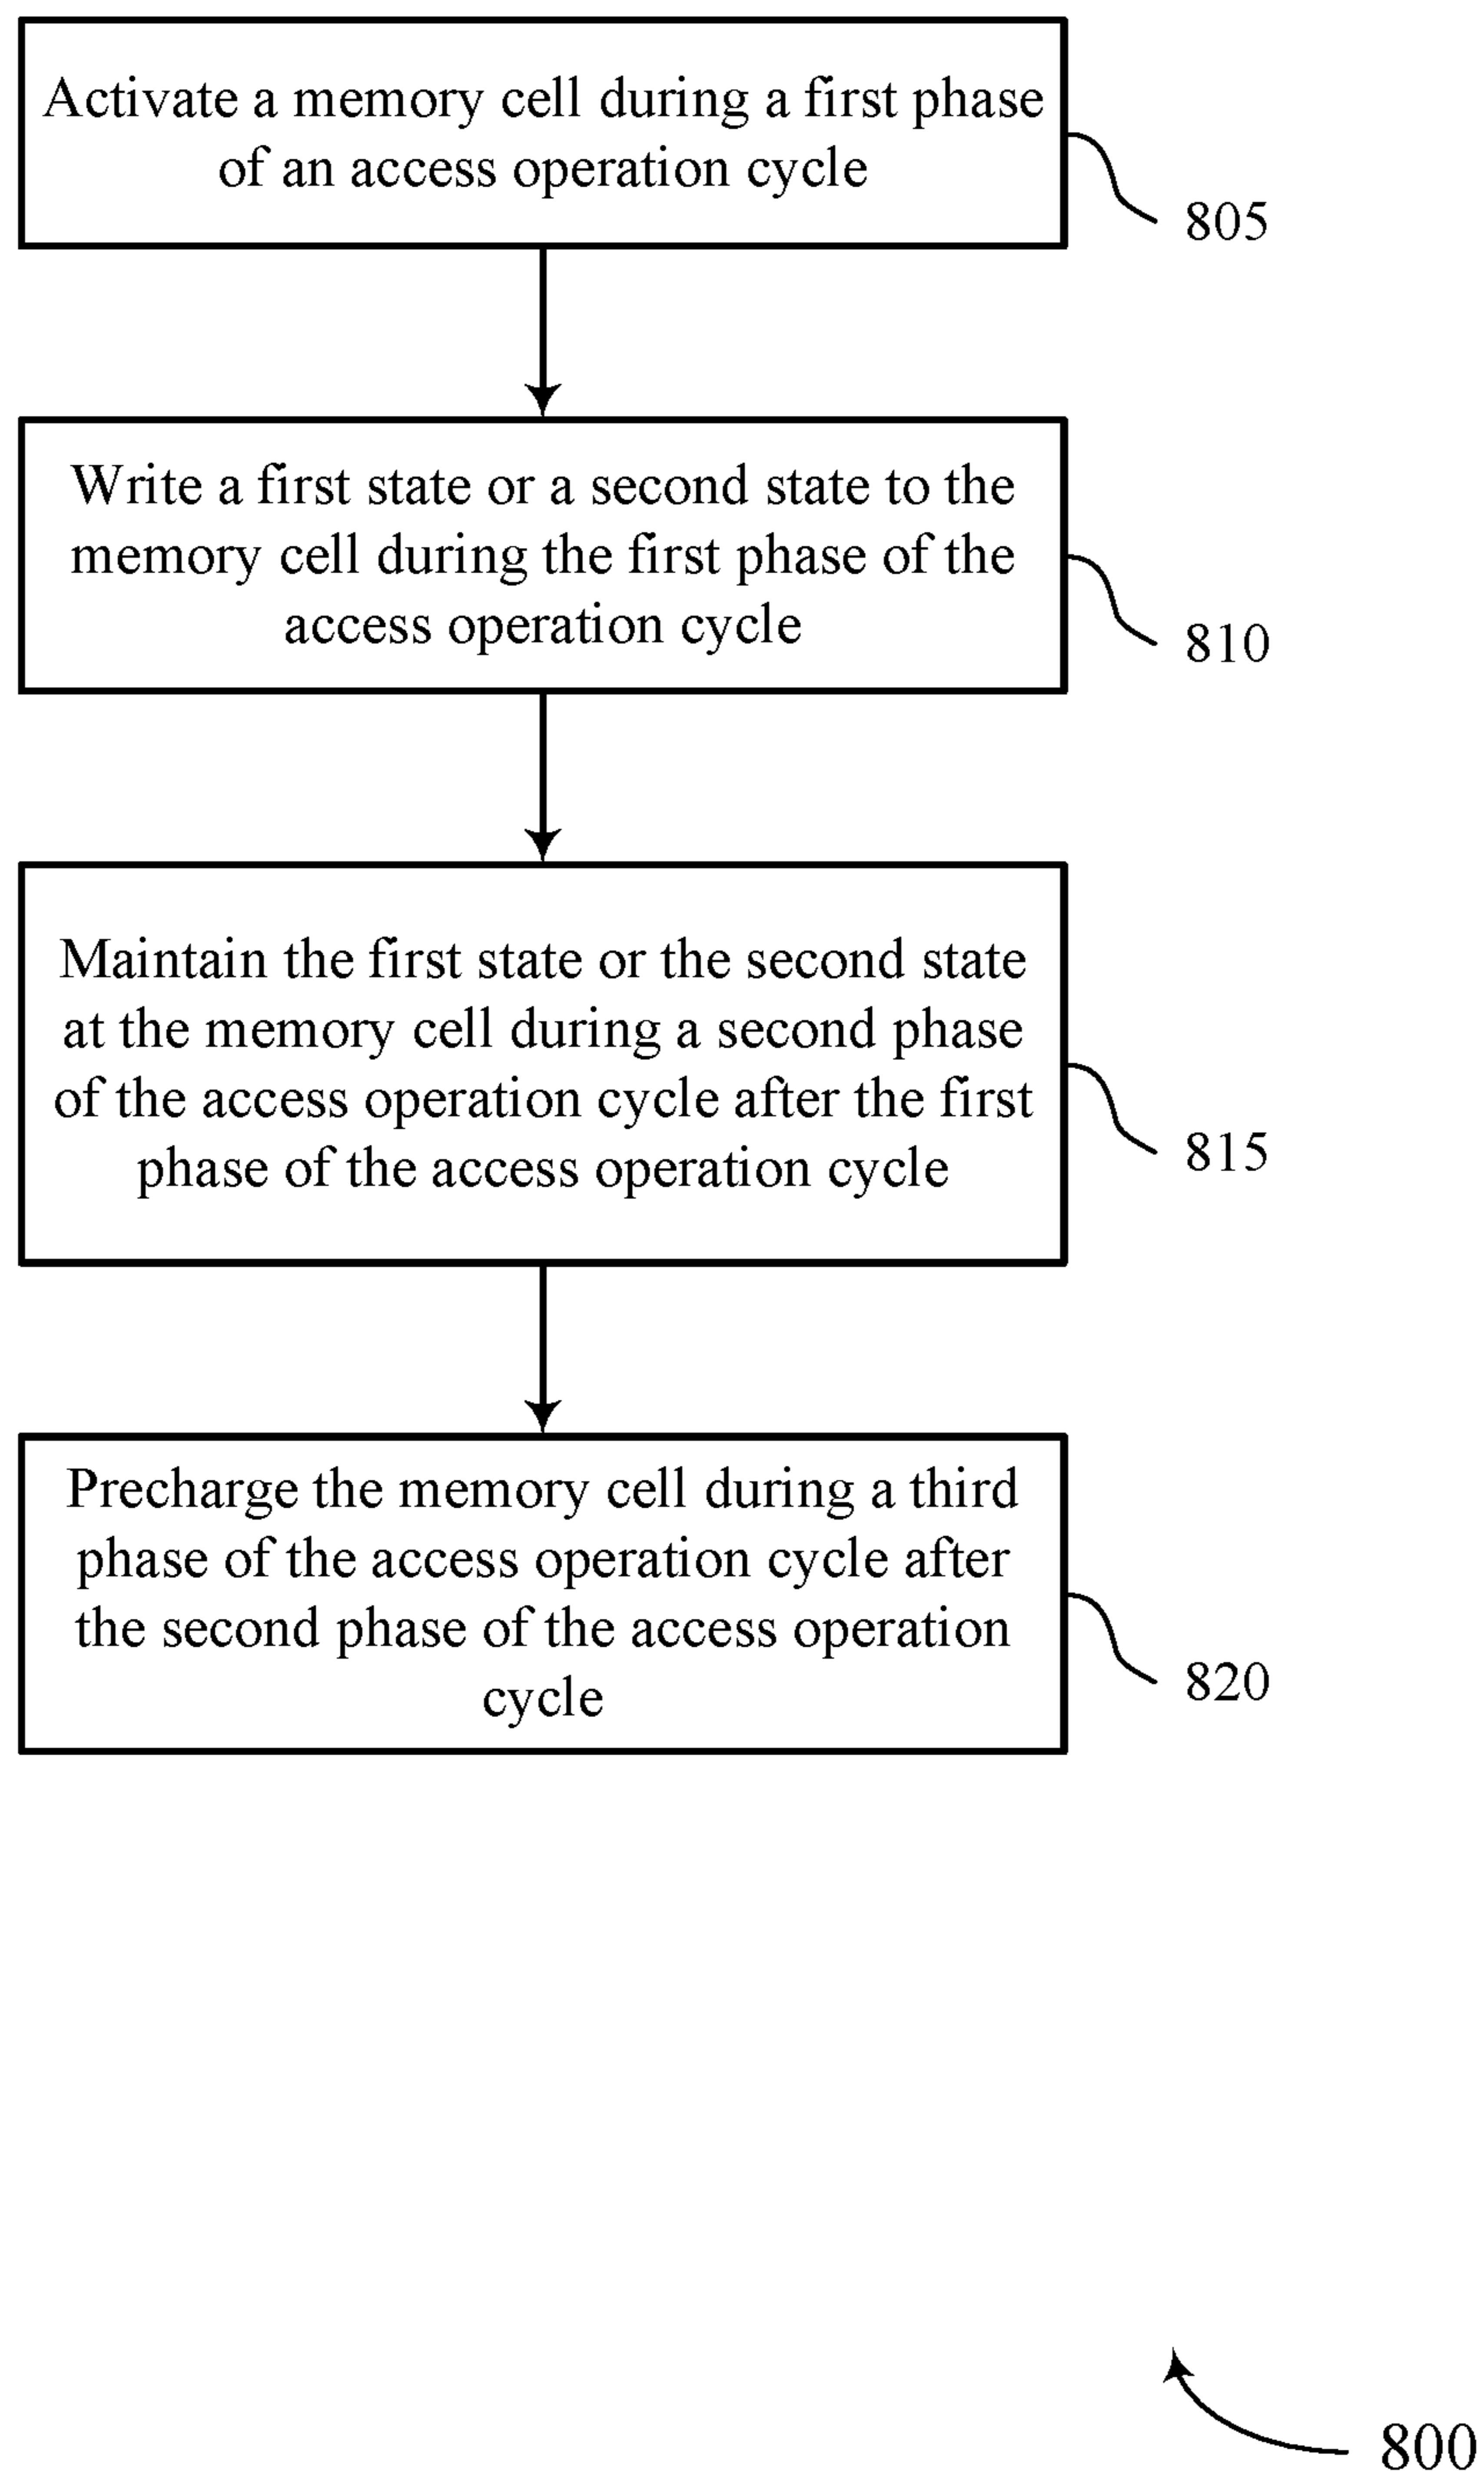 Activate a memory cell during a first phase
of an access operation cycle
805
Write a first state or a second state to the
memory cell during the first phase of the
access operation cycle
810
Maintain the first state or the second state
at the memory cell during a second phase
of the access operation cycle after the first
phase of the access operation cycle
815
Precharge the memory cell during a third
phase of the access operation cycle after
the second phase of the access operation
cycle
820
800